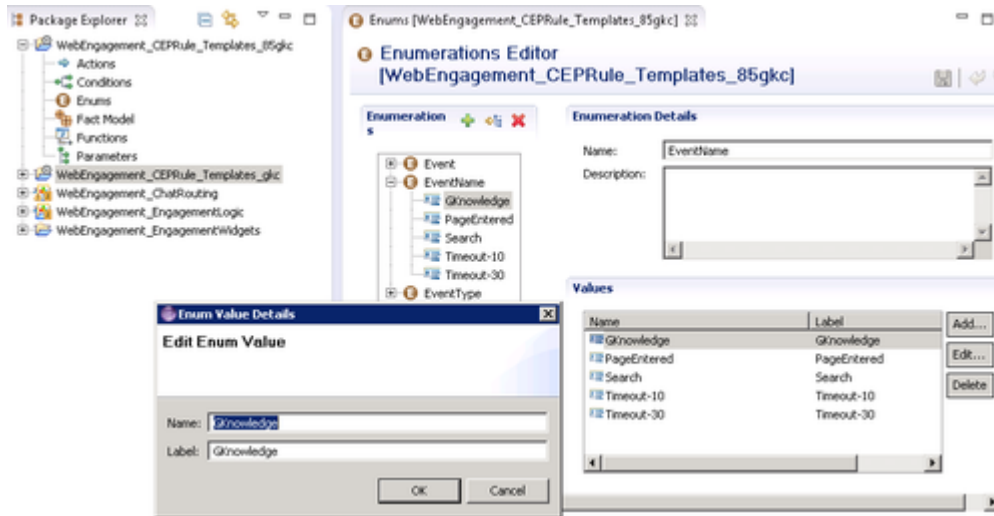 Package Explorer
WebEngagement_CEPRule_Templates_85gkc
Actions
Conditions
Enums
Fact Model
Functions
Parameters
WebEngagement_CEPRule_Templates_gkc
WebEngagement_ChatRouting
WebEngagement_EngagementLogic
WebEngagement_EngagementWidgets
Enums [WebEngagement_CEPRule_Templates_85gkc]
Enumerations Editor
[WebEngagement_CEPRule_Templates_85gkc]
Enumeration
s
Event
EventName
GKnowledge
PageEntered
Search
Timeout-10
Timeout-30
EventType
Enumeration Details
Name: EventName
Description:
Values
Name Label
GKnowledge GKnowledge
PageEntered PageEntered
Search Search
Timeout-10 Timeout-10
Timeout-30 Timeout-30
Add...
Edit...
Delete
Enum Value Details
Edit Enum Value
Name: GKnowledge
Label: GKnowledge
OK Cancel